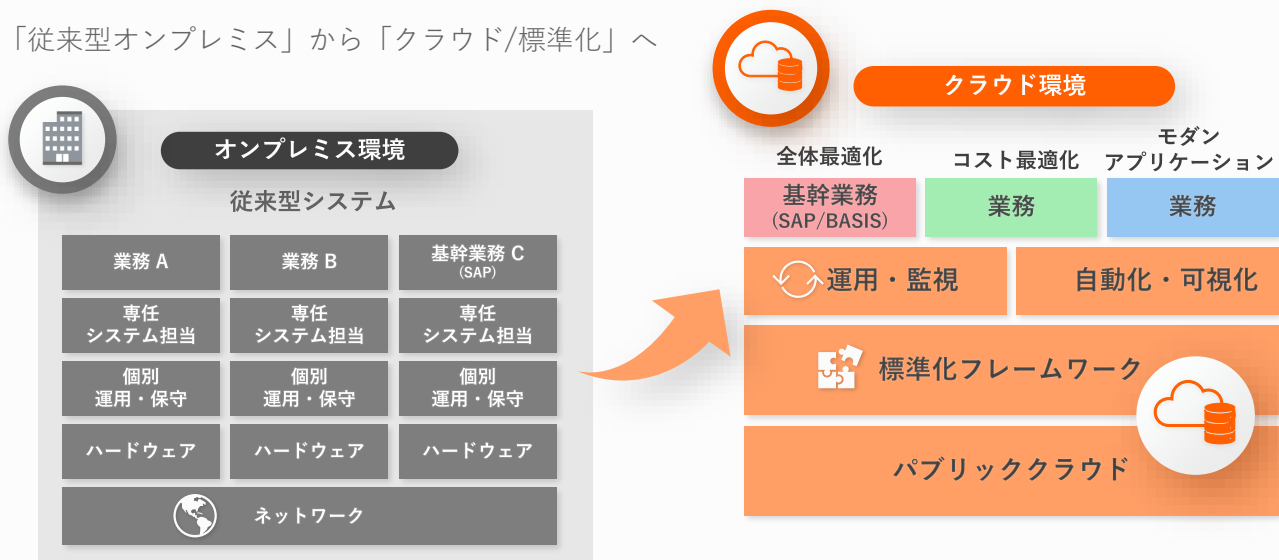 「従来型オンプレミス」から「クラウド/標準化」へ
オンプレミス環境
従来型システム
業務 A
業務 B
基幹業務 C
(SAP)
専任
システム担当
専任
システム担当
専任
システム担当
個別
運用・保守
個別
運用・保守
個別
運用・保守
ハードウェア
ハードウェア
ハードウェア
ネットワーク
クラウド環境
全体最適化
コスト最適化
モダン
アプリケーション
基幹業務
(SAP/BASIS)
業務
業務
運用・監視
自動化・可視化
標準化フレームワーク
パブリッククラウド